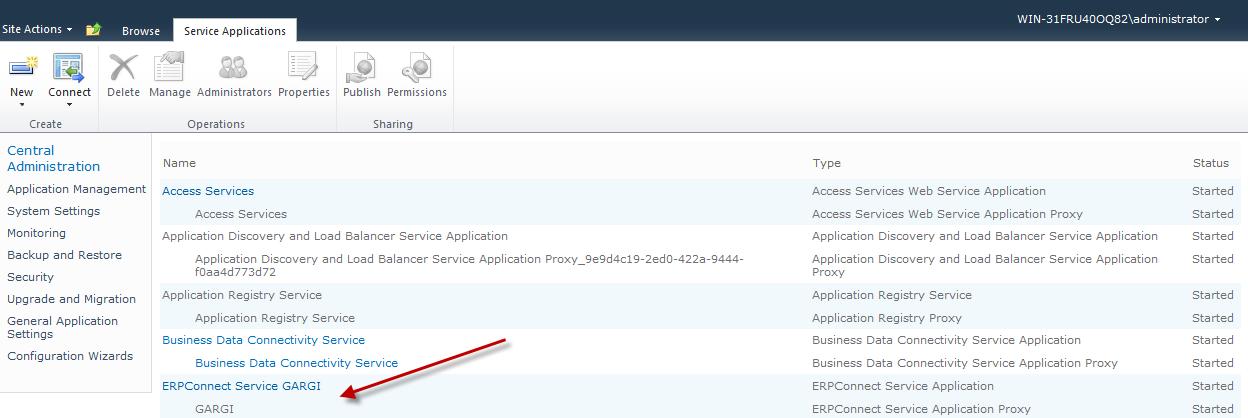 WIN-31FRU40OQ82\administrator
Site Actions Browse Service Applications
New Connect Delete Manage Administrators Properties Publish Permissions
Create Operations Sharing
Central
Administration
Application Management
System Settings
Monitoring
Backup and Restore
Security
Upgrade and Migration
General Application
Settings
Configuration Wizards
Name Type Status
Access Services Access Services Web Service Application Started
Access Services Access Services Web Service Application Proxy Started
Application Discovery and Load Balancer Service Application Application Discovery and Load Balancer Service Application Started
Application Discovery and Load Balancer Service Application Proxy_9e9d4c19-2ed0-422a-9444- Application Discovery and Load Balancer Service Application Started
f0aa4d773d72 Proxy
Application Registry Service Application Registry Service Started
Application Registry Service Application Registry Proxy Started
Business Data Connectivity Service Business Data Connectivity Service Application Started
Business Data Connectivity Service Business Data Connectivity Service Application Proxy Started
ERPConnect Service GARGI ERPConnect Service Application Started
GARGI ERPConnect Service Application Proxy Started